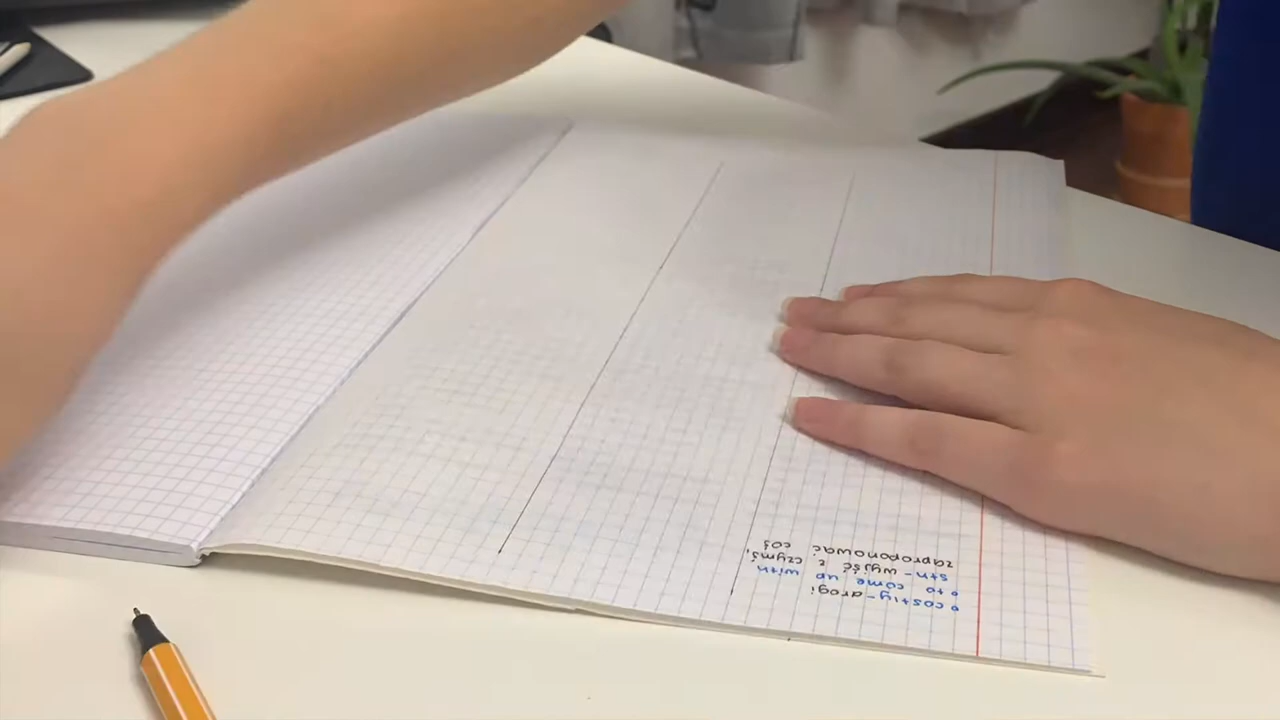 • costly - drogi
• to come up with
sth - wyjść z czymś,
zaproponować coś